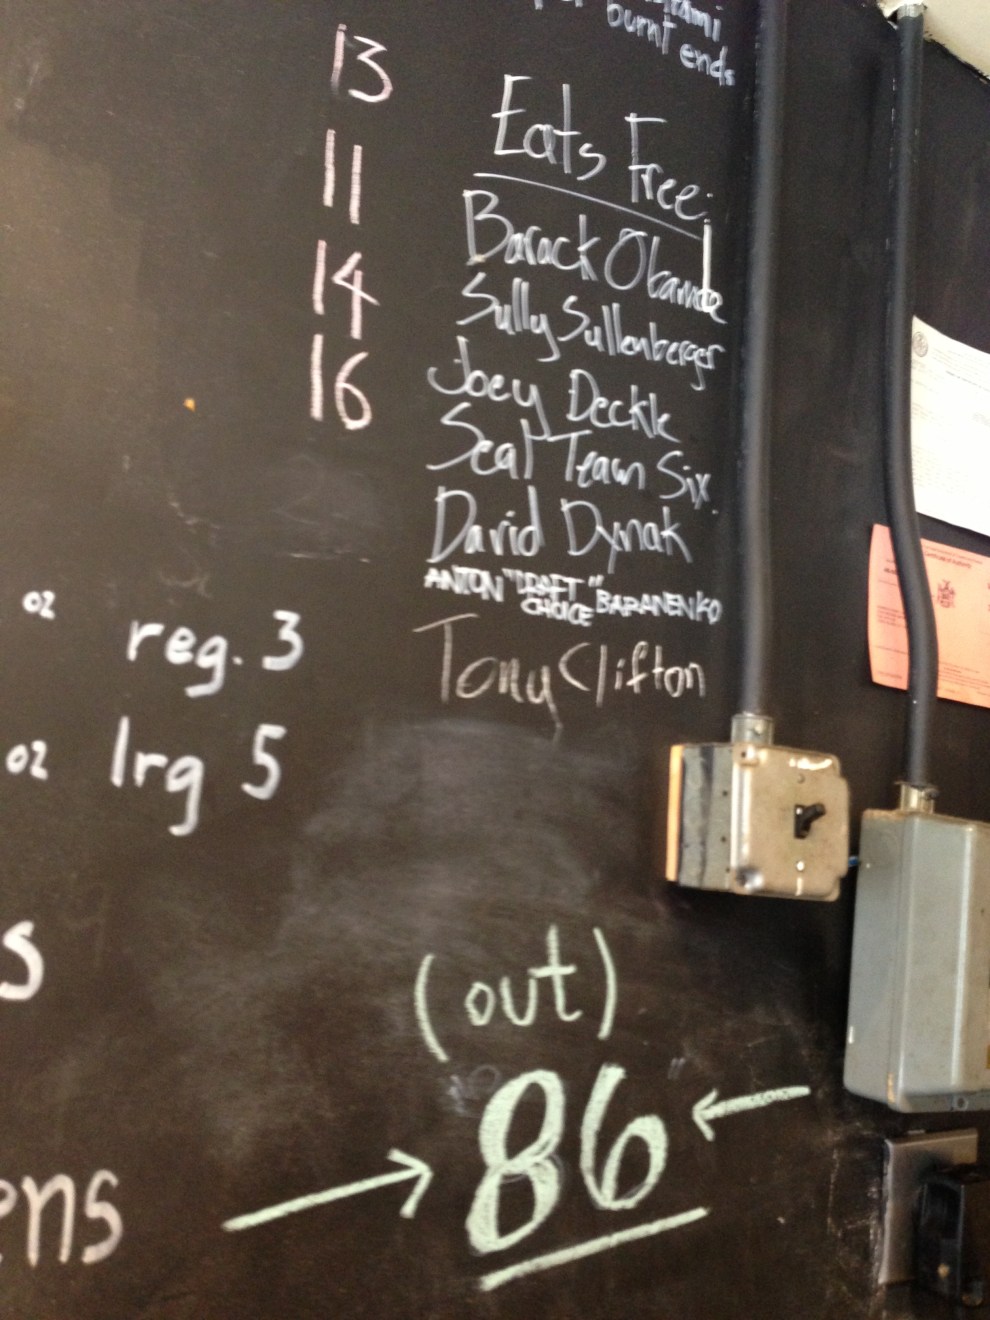 burnt ends
13
11
14
16
Eats Free:
Barack Obama
Sully Sullenberger
Joey Deckle
Seal Team Six
David Dynak
ANTON "DRAFT CHOICE" BARANENKO
Tony Clifton
oz reg. 3
oz lrg 5
s
ens
(out)
→ 86 ←